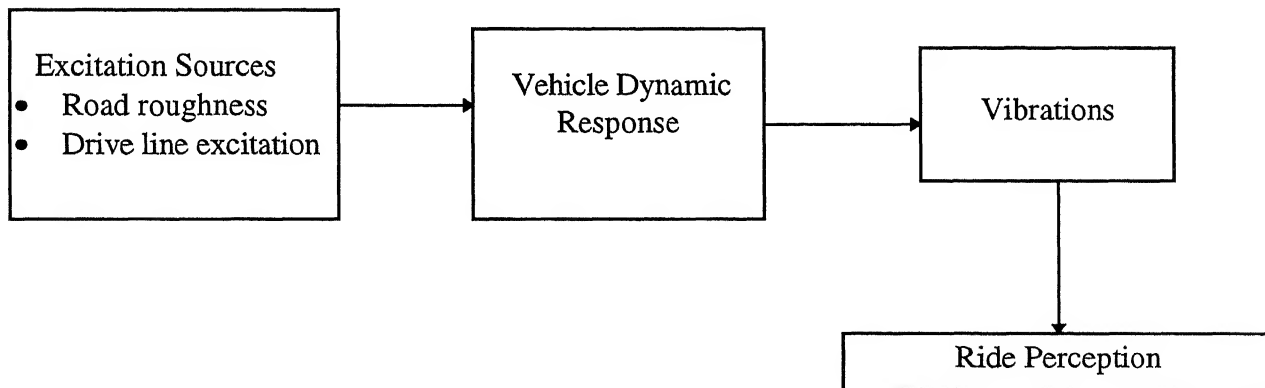 Excitation Sources
• Road roughness
• Drive line excitation
Vehicle Dynamic
Response
Vibrations
Ride Perception